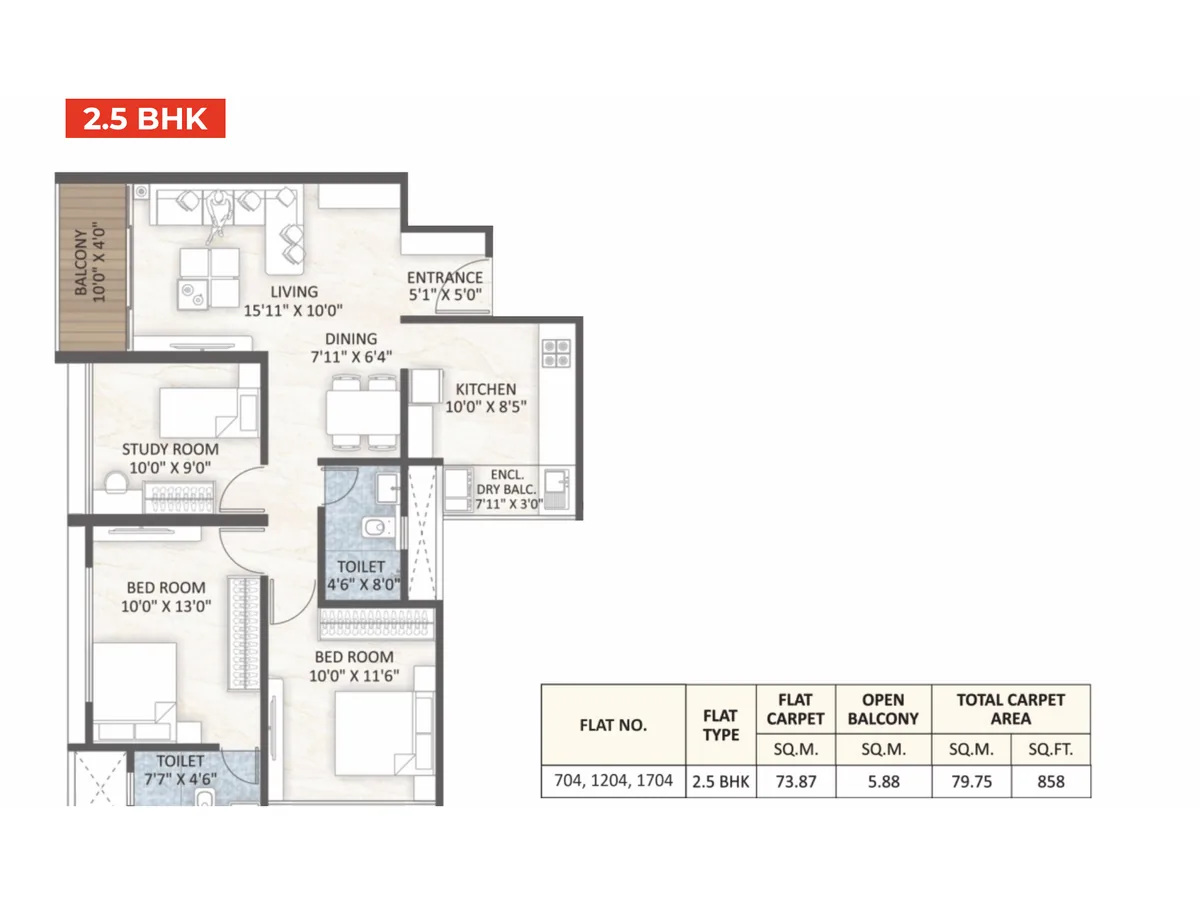 2.5 BHK
BALCONY
10'0" X 4'0"
LIVING
15'11" X 10'0"
ENTRANCE
5'1" X 5'0"
DINING
7'11" X 6'4"
KITCHEN
10'0" X 8'5"
STUDY ROOM
10'0" X 9'0"
ENCL.
DRY BALC.
7'11" X 3'0"
TOILET
4'6" X 8'0"
BED ROOM
10'0" X 13'0"
BED ROOM
10'0" X 11'6"
TOILET
7'7" X 4'6"
FLAT NO. FLAT TYPE FLAT CARPET OPEN BALCONY TOTAL CARPET AREA
SQ.M. SQ.M. SQ.M. SQ.FT.
704, 1204, 1704 2.5 BHK 73.87 5.88 79.75 858